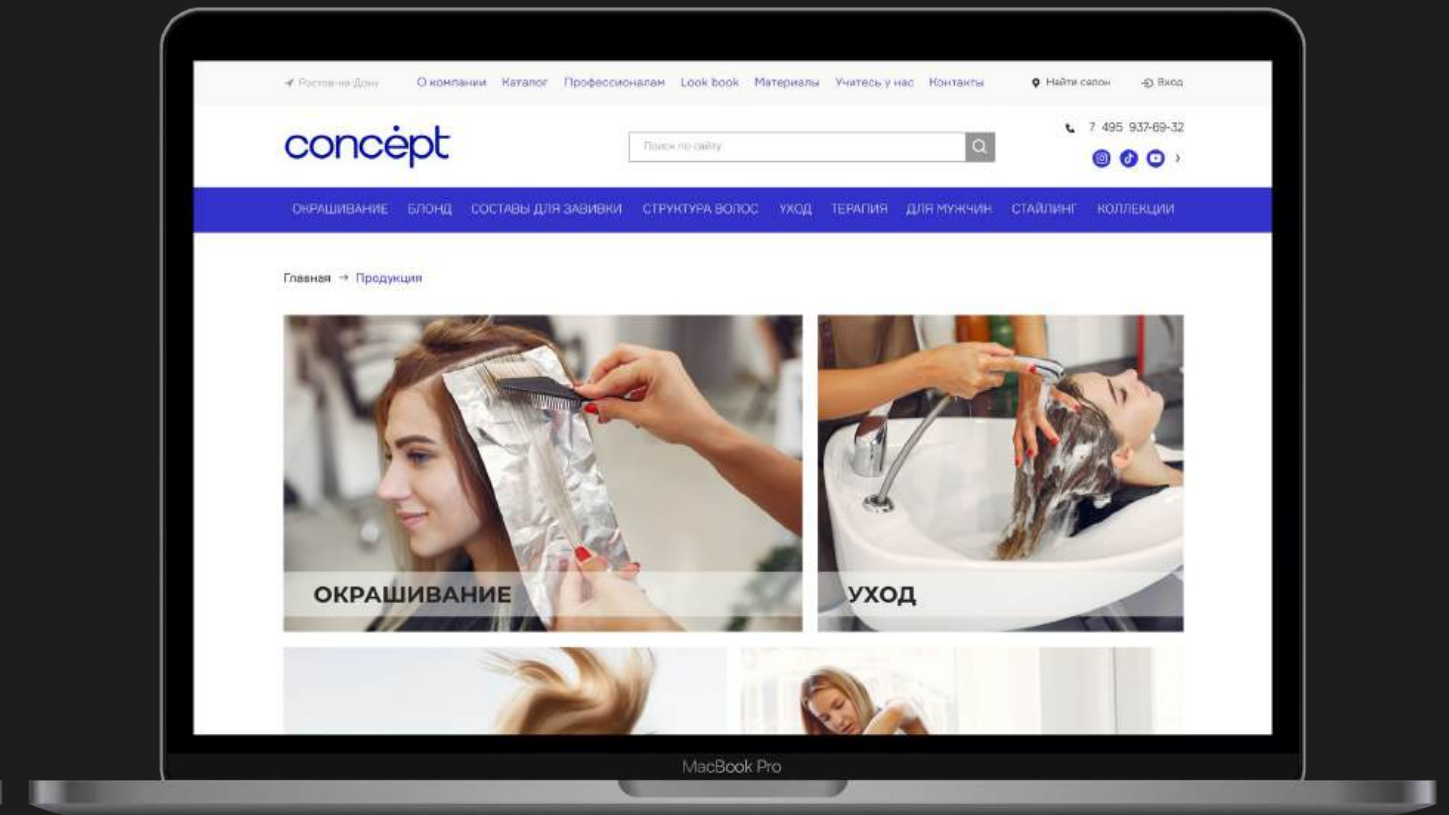 Ростов-на-Дону О компании Каталог Профессионалам Look book Материалы Учитесь у нас Контакты Найти салон Вход
concėpt
Поиск по сайту
7 495 937-69-32
ОКРАШИВАНИЕ БЛОНД СОСТАВЫ ДЛЯ ЗАВИВКИ СТРУКТУРА ВОЛОС УХОД ТЕРАПИЯ ДЛЯ МУЖЧИН СТАЙЛИНГ КОЛЛЕКЦИИ
Главная → Продукция
ОКРАШИВАНИЕ
УХОД
MacBook Pro